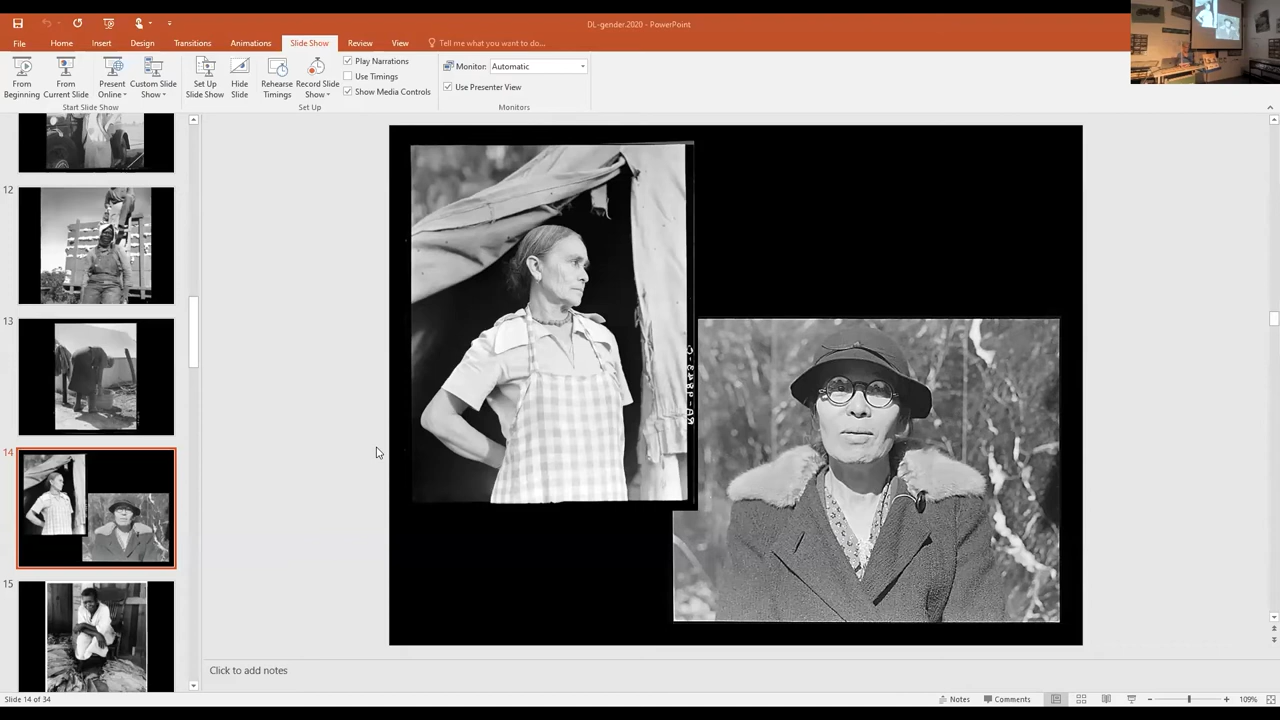 DL-gender.2020 - PowerPoint
File Home Insert Design Transitions Animations Slide Show Review View Tell me what you want to do...
From Beginning
From Current Slide
Present Online
Custom Slide Show
Start Slide Show
Set Up Slide Show
Hide Slide
Rehearse Timings
Record Slide Show
Play Narrations
Use Timings
Show Media Controls
Set Up
Monitor: Automatic
Use Presenter View
Monitors
12
13
14
15
Click to add notes
Slide 14 of 34
Notes Comments 109%